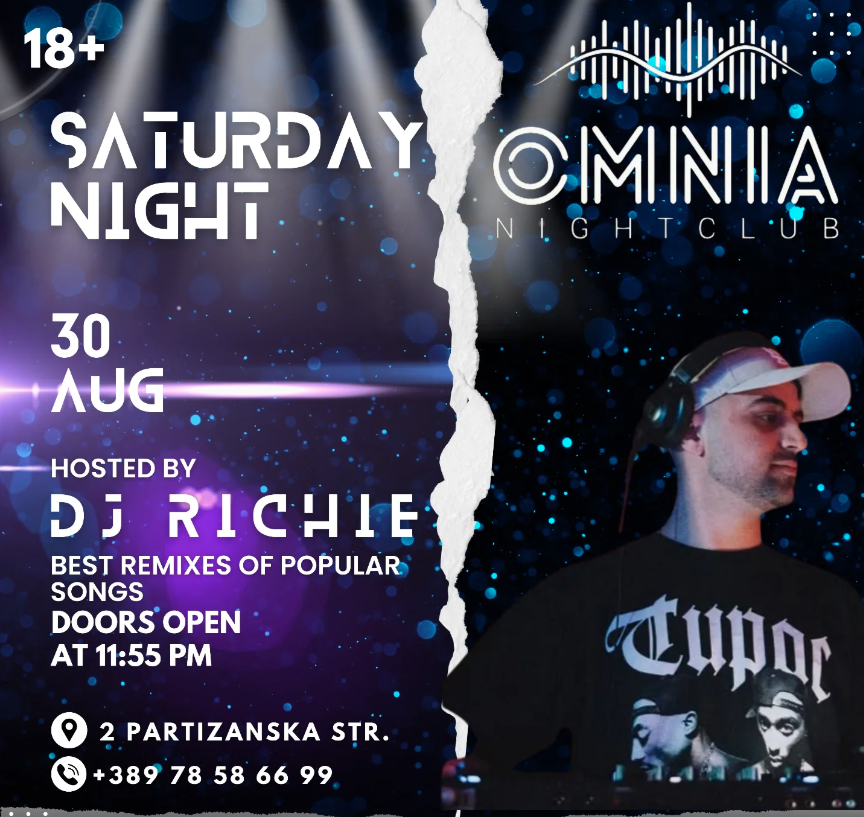 18+
SATURDAY
NIGHT
30
AUG
HOSTED BY
DJ RICHIE
BEST REMIXES OF POPULAR
SONGS
DOORS OPEN
AT 11:55 PM
2 PARTIZANSKA STR.
+389 78 58 66 99
OMNIA
NIGHTCLUB
Tupac